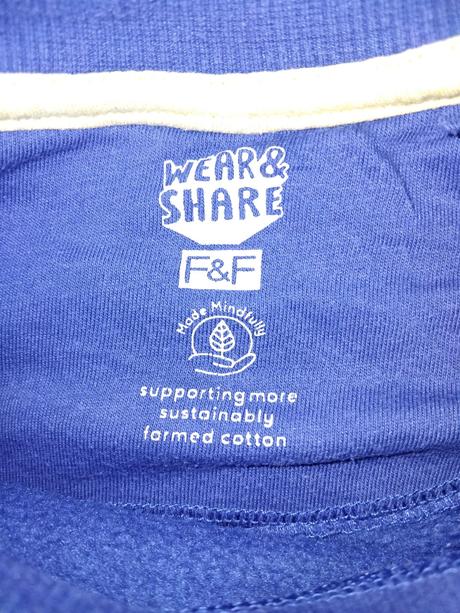 WEAR&
SHARE
F&F
Made Mindfully
supporting more
sustainably
farmed cotton